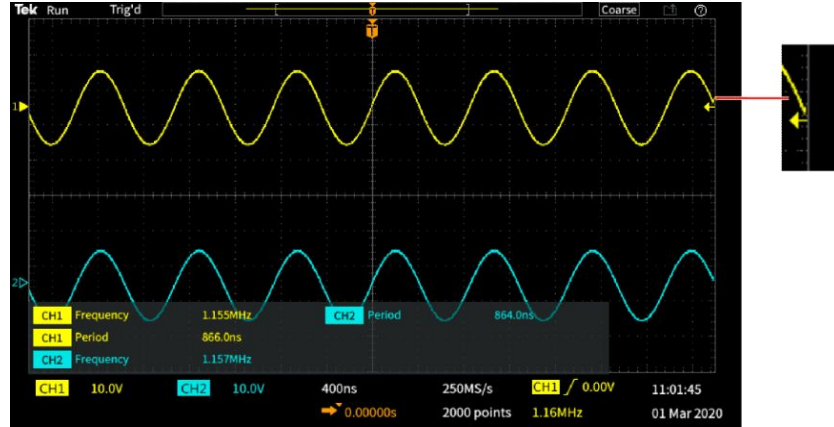 Tek Run Trig'd Coarse ?
T
1
2
CH1 Frequency 1.155MHz CH2 Period 864.0ns
CH1 Period 866.0ns
CH2 Frequency 1.157MHz
CH1 10.0V CH2 10.0V 400ns 250MS/s CH1 0.00V 11:01:45
0.00000s 2000 points 1.16MHz 01 Mar 2020